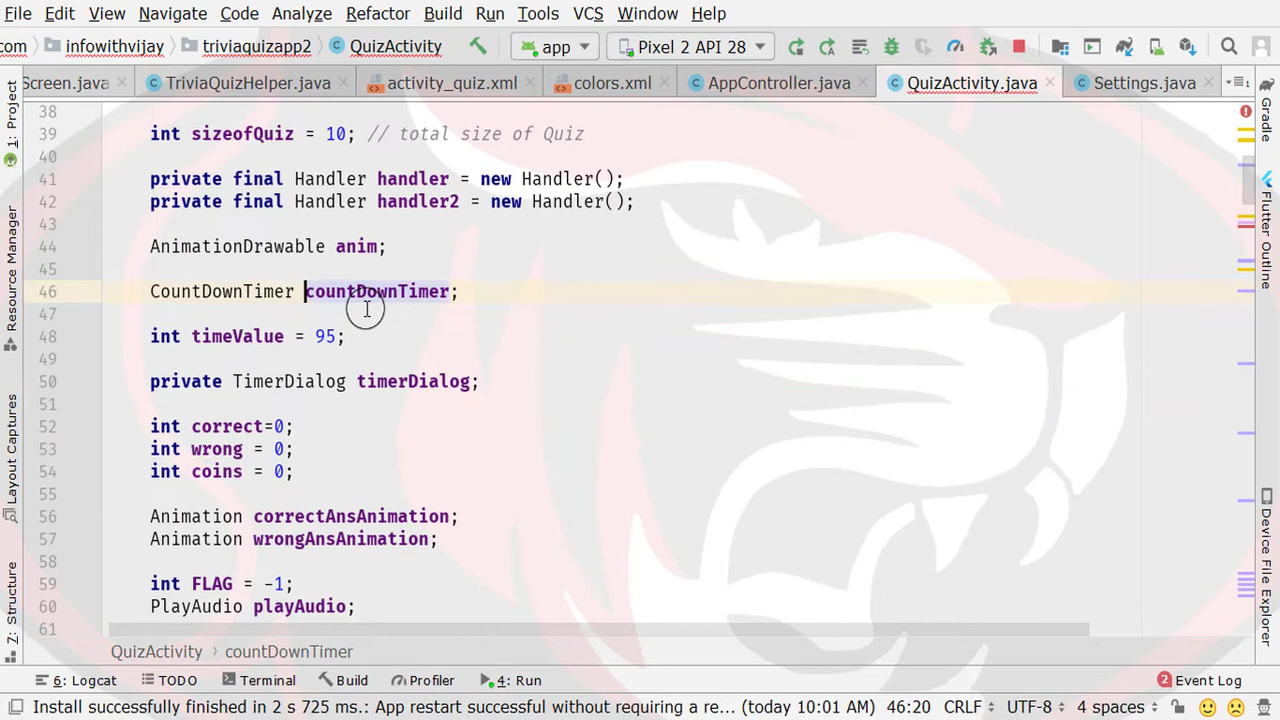 File Edit View Navigate Code Analyze Refactor Build Run Tools VCS Window Help
com infowithvijay triviaquizapp2 QuizActivity app Pixel 2 API 28
Screen.java TriviaQuizHelper.java activity_quiz.xml colors.xml AppController.java QuizActivity.java Settings.java
1: Project
Resource Manager
Layout Captures
Z: Structure
38
39 int sizeofQuiz = 10; // total size of Quiz
40
41 private final Handler handler = new Handler();
42 private final Handler handler2 = new Handler();
43
44 AnimationDrawable anim;
45
46 CountDownTimer countDownTimer;
47
48 int timeValue = 95;
49
50 private TimerDialog timerDialog;
51
52 int correct=0;
53 int wrong = 0;
54 int coins = 0;
55
56 Animation correctAnsAnimation;
57 Animation wrongAnsAnimation;
58
59 int FLAG = -1;
60 PlayAudio playAudio;
61
Gradle
Flutter Outline
Device File Explorer
QuizActivity › countDownTimer
6: Logcat TODO Terminal Build Profiler 4: Run 2 Event Log
Install successfully finished in 2 s 725 ms.: App restart successful without requiring a re... (today 10:01 AM) 46:20 CRLF UTF-8 4 spaces